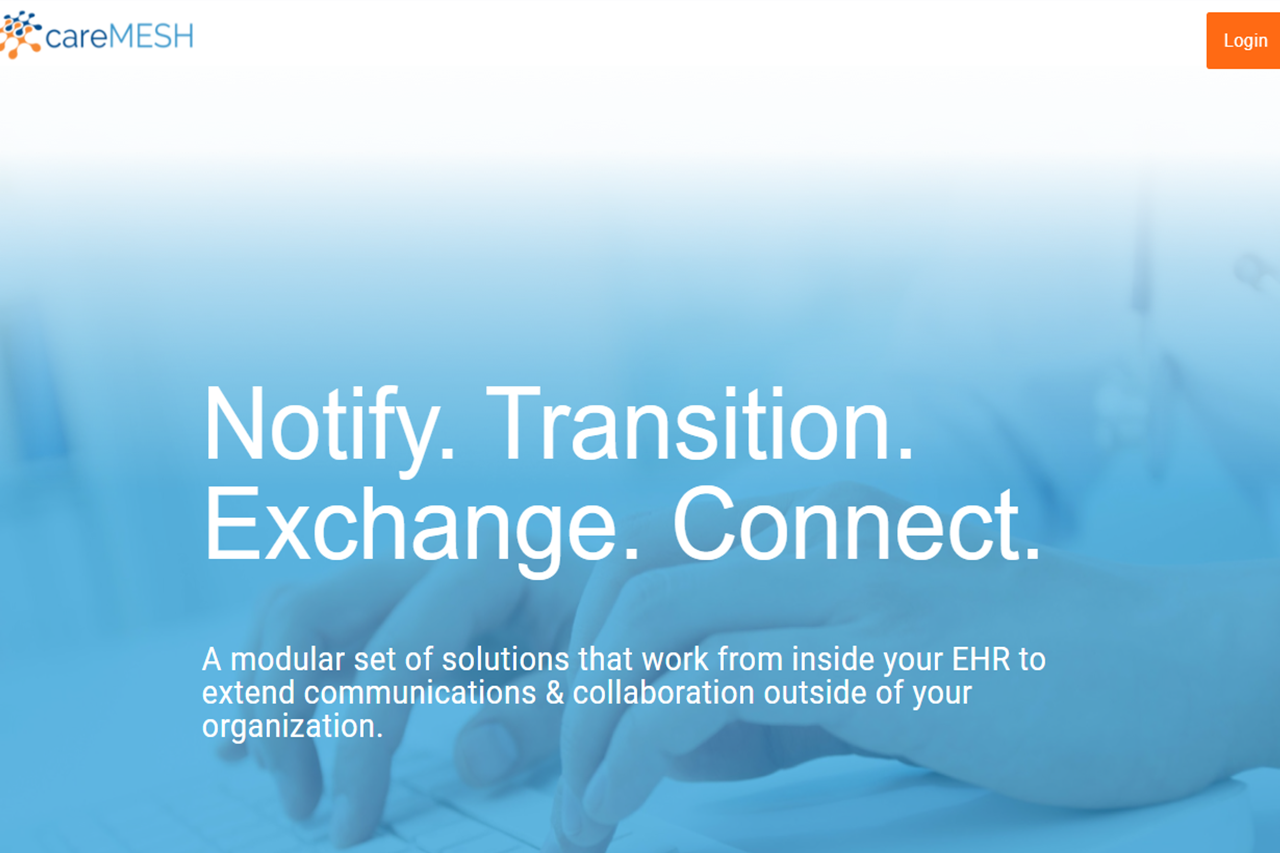 careMESH
Login
Notify. Transition.
Exchange. Connect.
A modular set of solutions that work from inside your EHR to
extend communications & collaboration outside of your
organization.